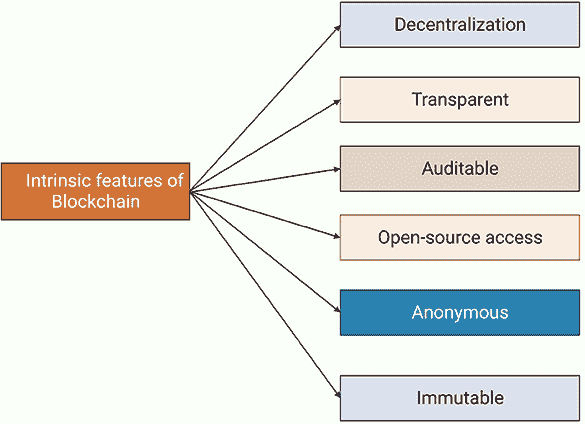 Decentralization
Transparent
Auditable
Intrinsic features of
Blockchain
Open-source access
Anonymous
Immutable